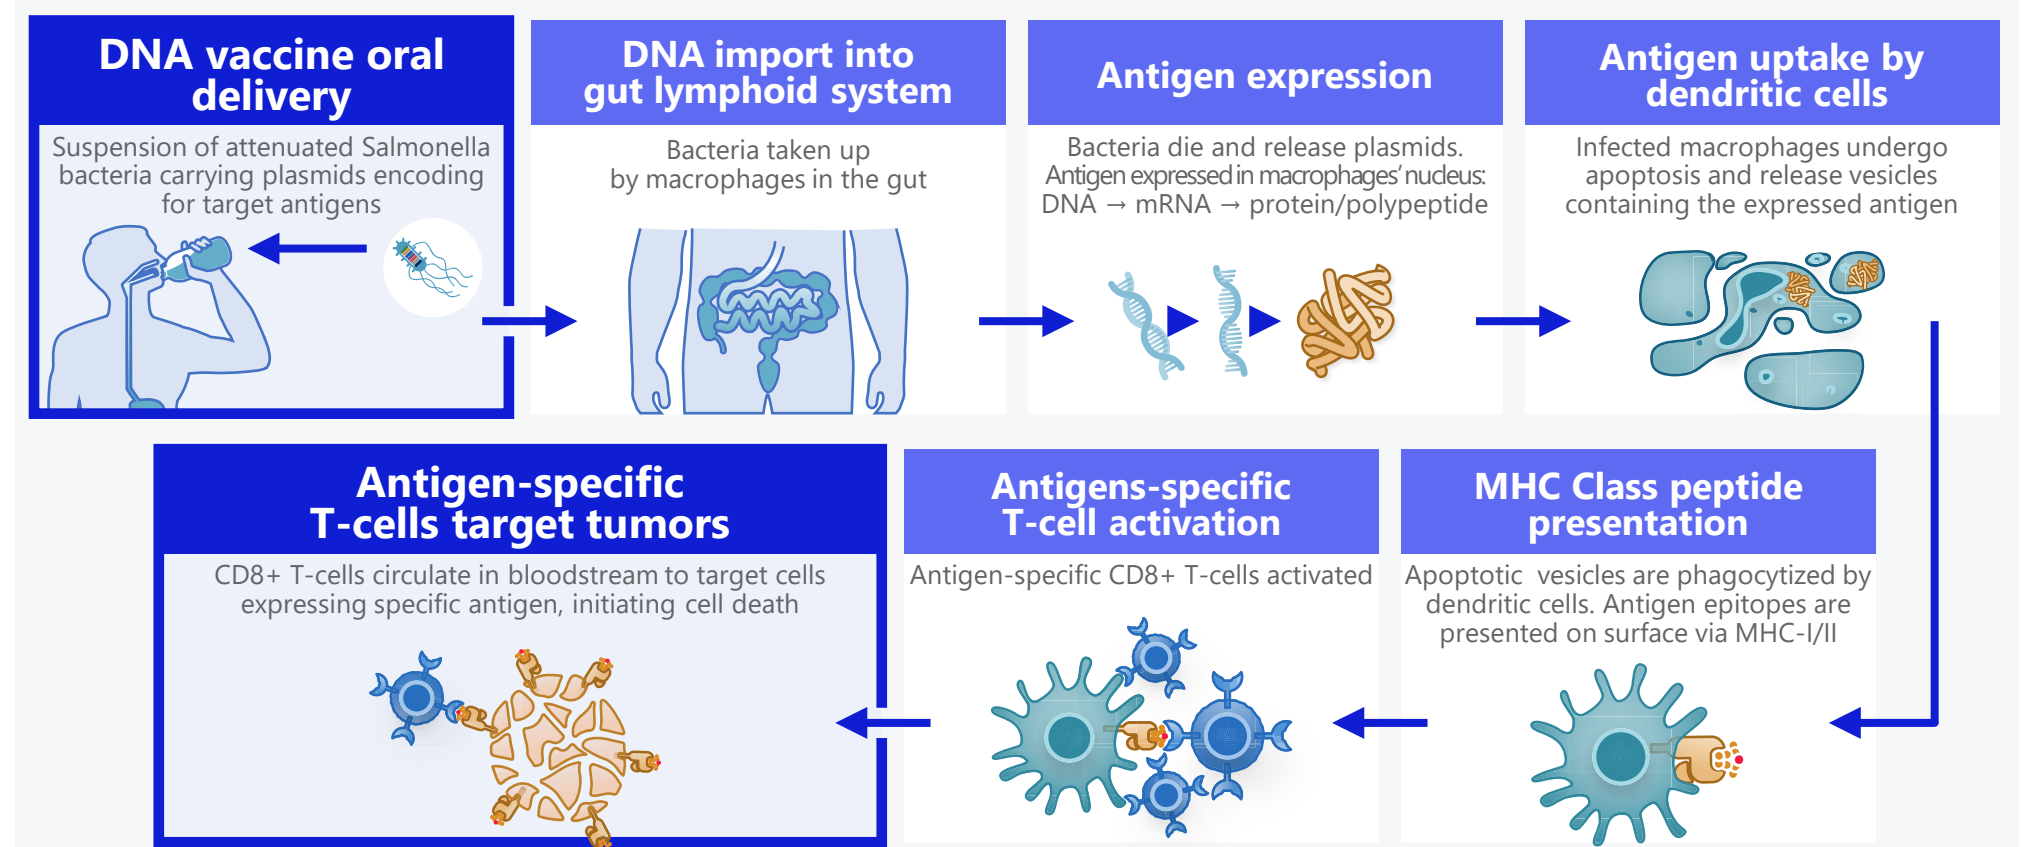 DNA vaccine oral
delivery
Suspension of attenuated Salmonella
bacteria carrying plasmids encoding
for target antigens
DNA import into
gut lymphoid system
Bacteria taken up
by macrophages in the gut
Antigen expression
Bacteria die and release plasmids.
Antigen expressed in macrophages’ nucleus:
DNA → mRNA → protein/polypeptide
Antigen uptake by
dendritic cells
Infected macrophages undergo
apoptosis and release vesicles
containing the expressed antigen
MHC Class peptide
presentation
Apoptotic vesicles are phagocytized by
dendritic cells. Antigen epitopes are
presented on surface via MHC-I/II
Antigens-specific
T-cell activation
Antigen-specific CD8+ T-cells activated
Antigen-specific
T-cells target tumors
CD8+ T-cells circulate in bloodstream to target cells
expressing specific antigen, initiating cell death